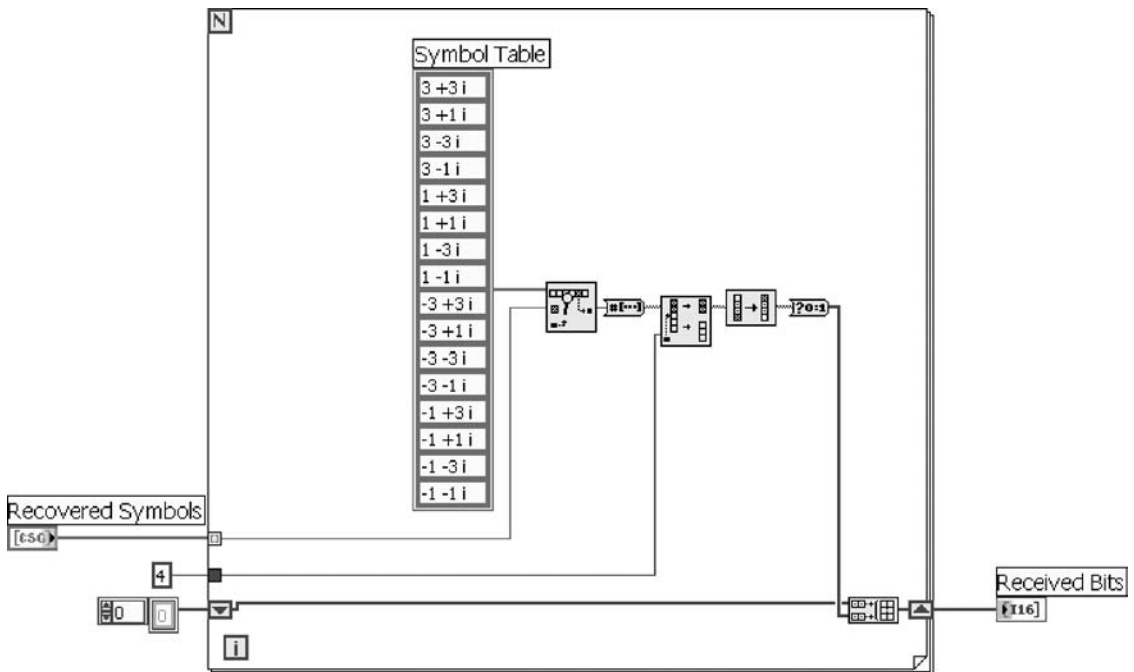 N
Symbol Table
3 +3 i
3 +1 i
3 -3 i
3 -1 i
1 +3 i
1 +1 i
1 -3 i
1 -1 i
-3 +3 i
-3 +1 i
-3 -3 i
-3 -1 i
-1 +3 i
-1 +1 i
-1 -3 i
-1 -1 i
#[···]
?0:1
Recovered Symbols
[CSG]
4
0
0
Received Bits
I16]
i